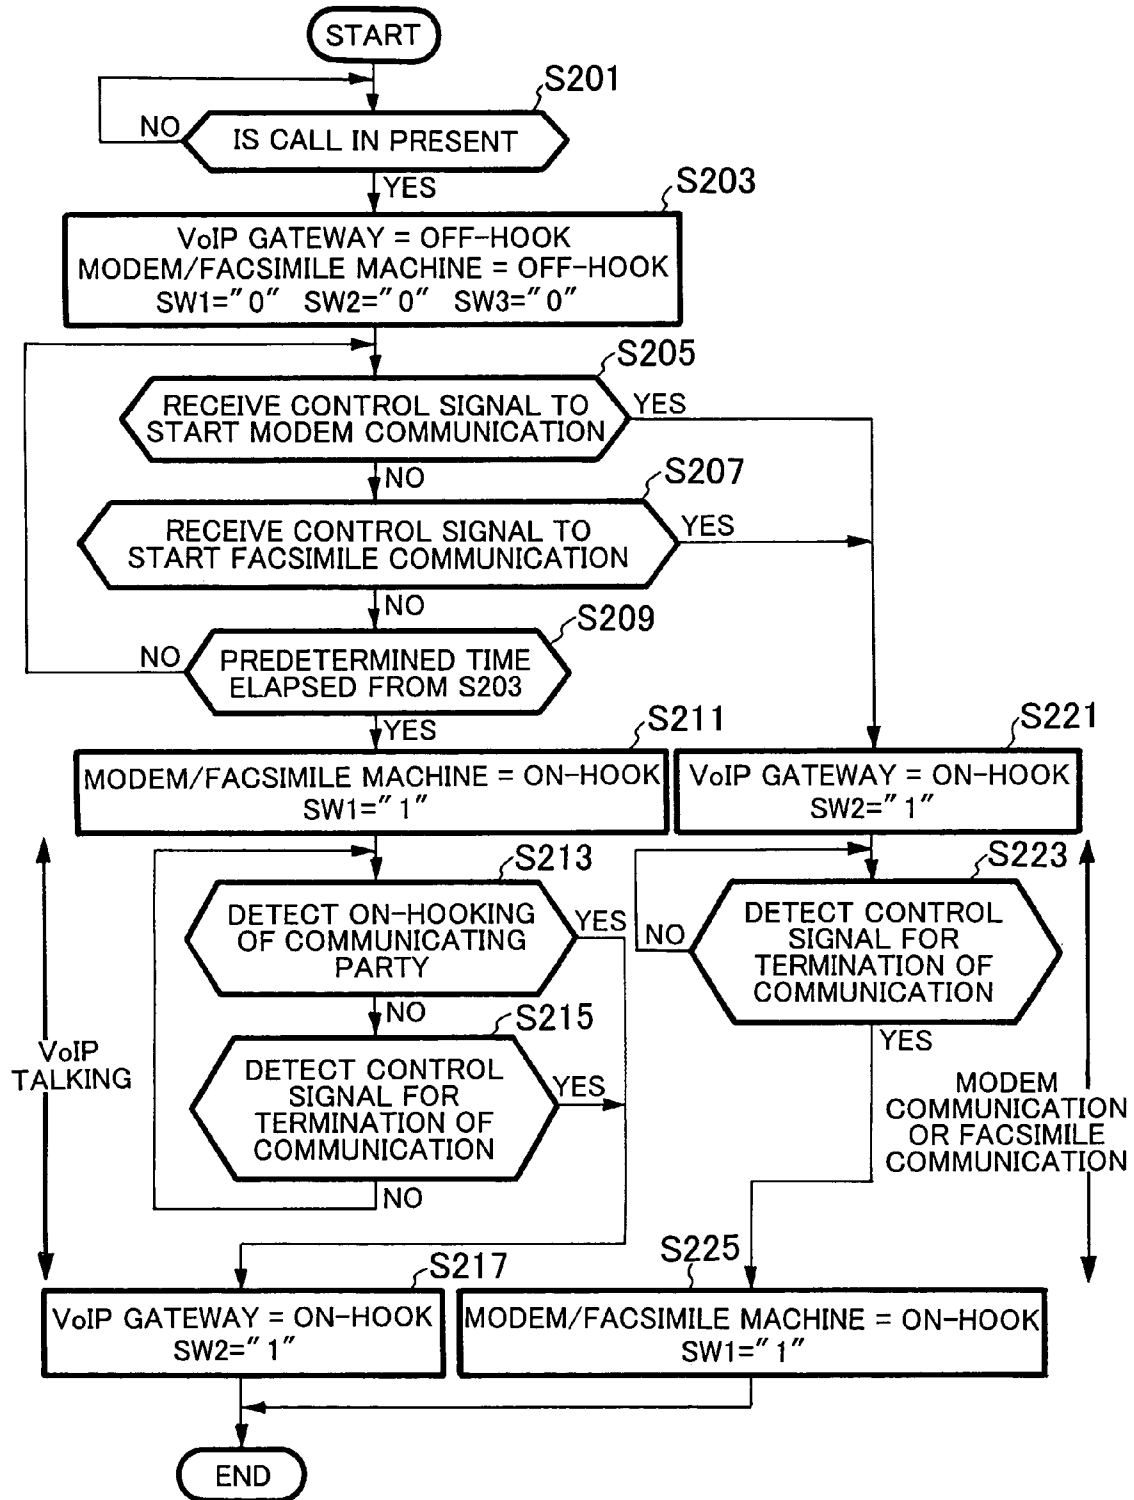 START
S201
NO
IS CALL IN PRESENT
YES
S203
VoIP GATEWAY = OFF-HOOK
MODEM/FACSIMILE MACHINE = OFF-HOOK
SW1="0" SW2="0" SW3="0"
S205
RECEIVE CONTROL SIGNAL TO
START MODEM COMMUNICATION
YES
NO
S207
RECEIVE CONTROL SIGNAL TO
START FACSIMILE COMMUNICATION
YES
NO
S209
NO
PREDETERMINED TIME
ELAPSED FROM S203
YES
S211
MODEM/FACSIMILE MACHINE = ON-HOOK
SW1="1"
S221
VoIP GATEWAY = ON-HOOK
SW2="1"
S213
DETECT ON-HOOKING
OF COMMUNICATING
PARTY
YES
NO
S223
DETECT CONTROL
SIGNAL FOR
TERMINATION OF
COMMUNICATION
NO
YES
S215
DETECT CONTROL
SIGNAL FOR
TERMINATION OF
COMMUNICATION
YES
NO
VoIP
TALKING
MODEM
COMMUNICATION
OR FACSIMILE
COMMUNICATION
S217
VoIP GATEWAY = ON-HOOK
SW2="1"
S225
MODEM/FACSIMILE MACHINE = ON-HOOK
SW1="1"
END